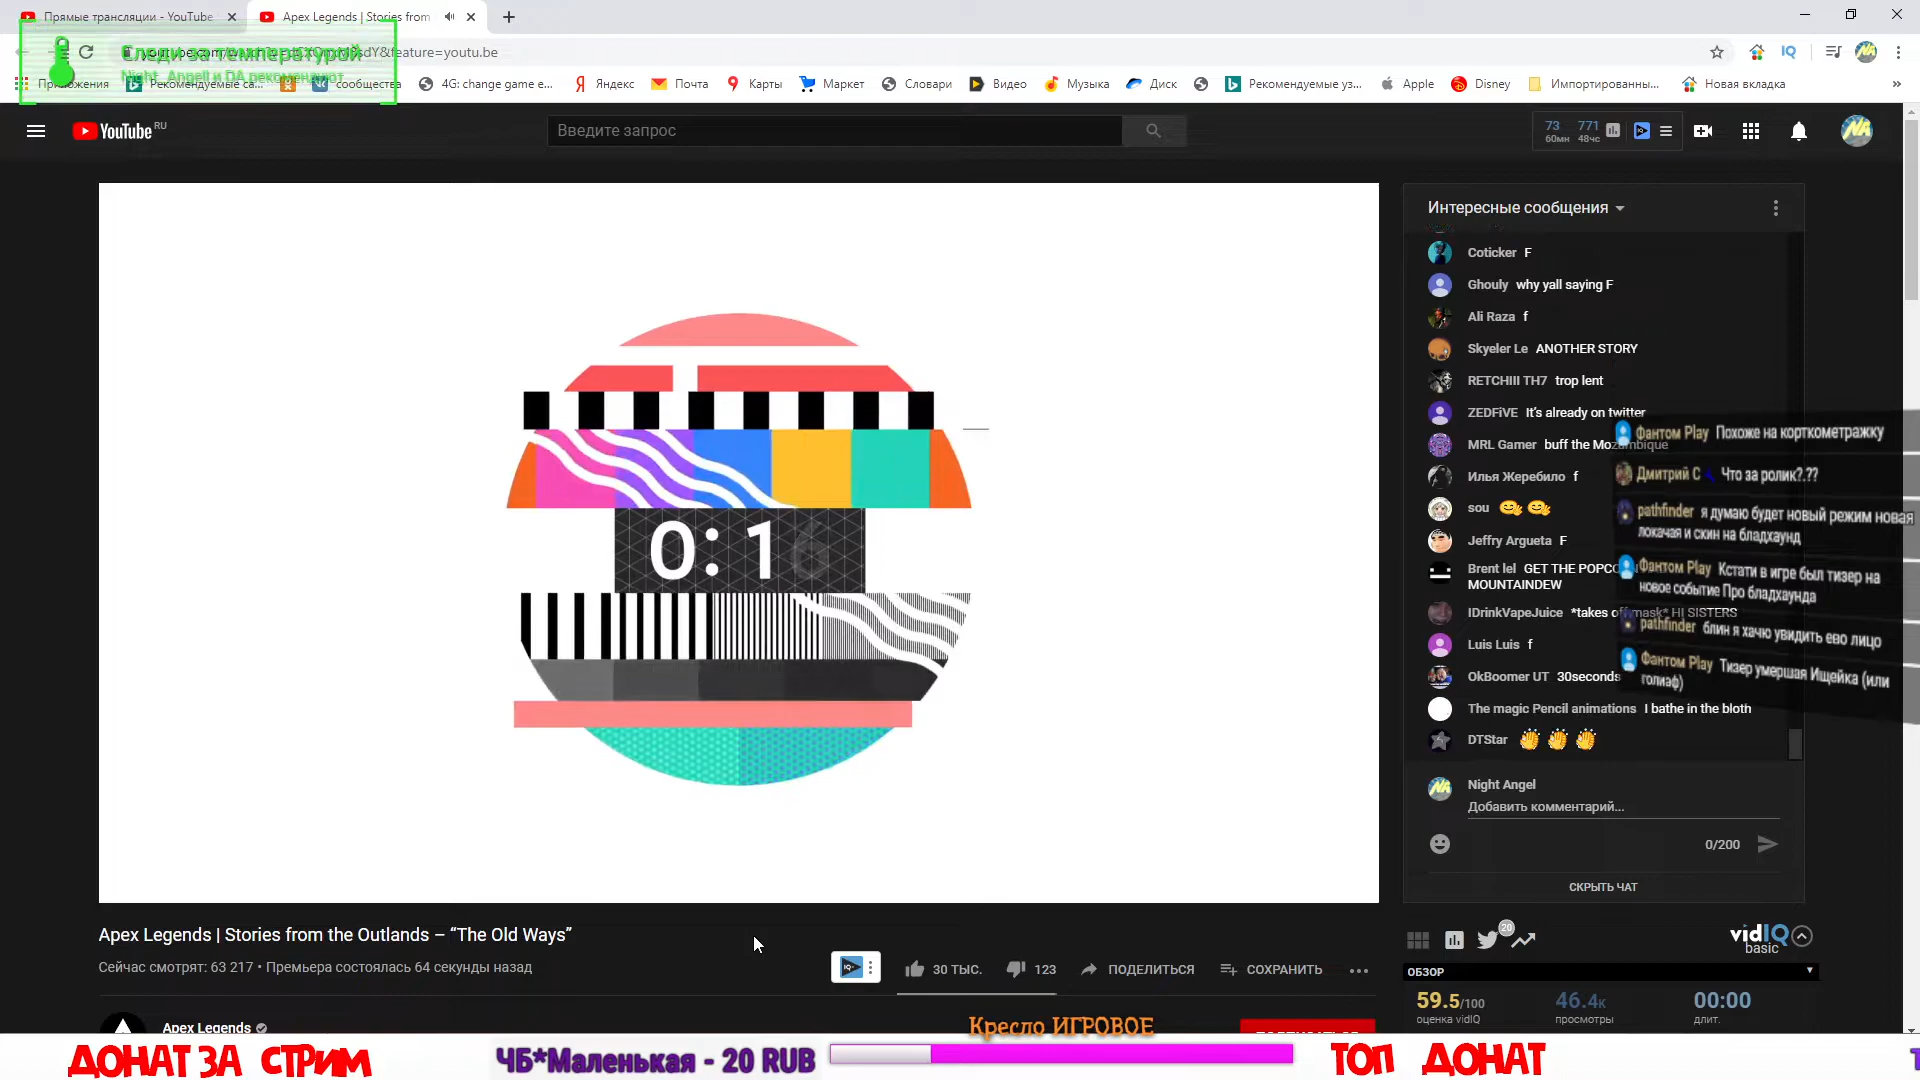 Прямые трансляции - YouTube
Apex Legends | Stories from
Следи за температурой
sdY&feature=youtu.be
Night_Angell и DA рекомендуют
Приложения
Рекомендуемые са...
сообщества
4G: change game e...
Яндекс
Почта
Карты
Маркет
Словари
Видео
Музыка
Диск
Рекомендуемые уз...
Apple
Disney
Импортированны...
Новая вкладка
YouTube RU
Введите запрос
73 771
60мн 48чс
Интересные сообщения
Coticker F
Ghouly why yall saying F
Ali Raza f
Skyeler Le ANOTHER STORY
RETCHIII TH7 trop lent
ZEDFiVE It's already on twitter
MRL Gamer buff the Mozambique
Илья Жеребило f
sou
Jeffry Argueta F
Brent lel GET THE POPCO
MOUNTAINDEW
IDrinkVapeJuice *takes off mask* HI SISTERS
Luis Luis f
OkBoomer UT 30seconds
The magic Pencil animations I bathe in the bloth
DTStar
Фантом Play Похоже на корткометражку
Дмитрий С Что за ролик?.??
pathfinder я думаю будет новый режим новая
локачая и скин на бладхаунд
Фантом Play Кстати в игре был тизер на
новое событие Про бладхаунда
pathfinder блин я хачю увидить ево лицо
Фантом Play Тизер умершая Ищейка (или
голиаф)
0:1
Night Angel
Добавить комментарий...
0/200
СКРЫТЬ ЧАТ
Apex Legends | Stories from the Outlands – “The Old Ways”
Сейчас смотрят: 63 217 • Премьера состоялась 64 секунды назад
30 ТЫС.
123
ПОДЕЛИТЬСЯ
СОХРАНИТЬ
20
vidIQ
basic
ОБЗОР
59.5/100
оценка vidIQ
46.4к
просмотры
00:00
длит.
Apex Legends
Кресло ИГРОВОЕ
ДОНАТ ЗА СТРИМ
ЧБ*Маленькая - 20 RUB
ТОП ДОНАТ